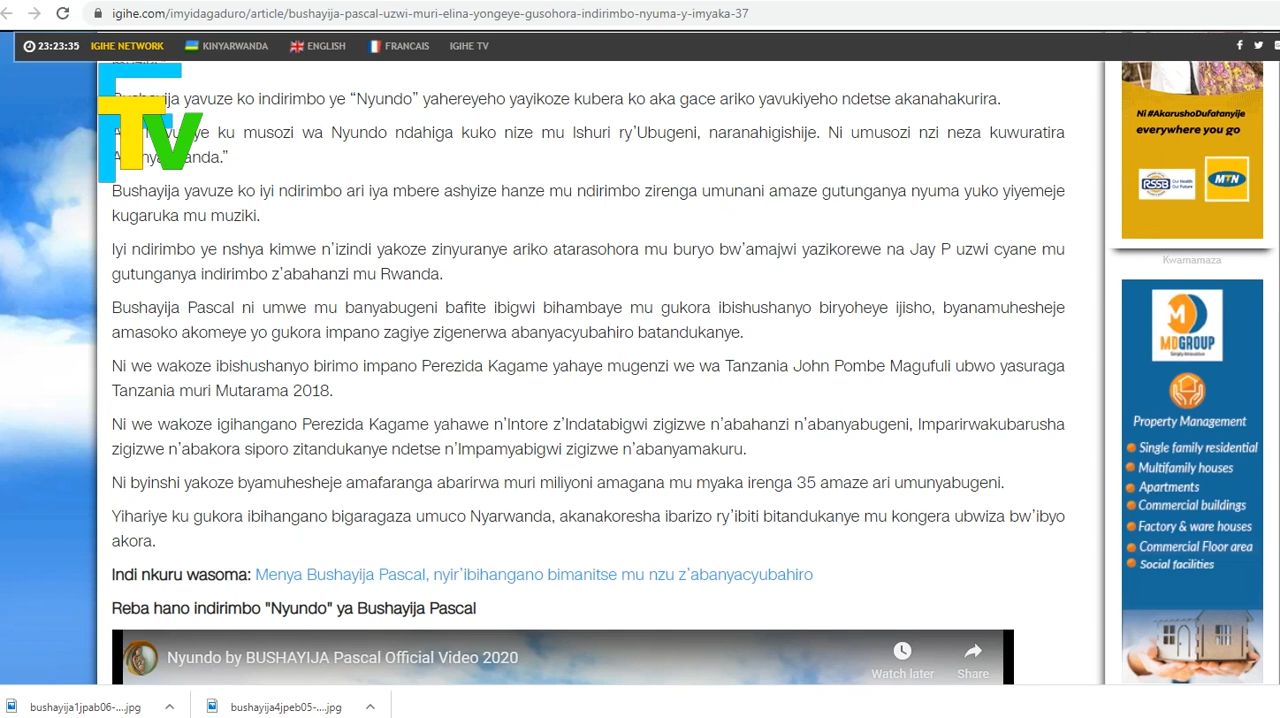 igihe.com/imyidagaduro/article/bushayija-pascal-uzwi-muri-elina-yongeye-gusohora-indirimbo-nyuma-y-imyaka-37
23:23:35 IGIHE NETWORK KINYARWANDA ENGLISH FRANCAIS IGIHE TV
Bushayija yavuze ko indirimbo ye “Nyundo” yahereyeho yayikoze kubera ko aka gace ariko yavukiyeho ndetse akanahakurira.
ku musozi wa Nyundo ndahiga kuko nize mu Ishuri ry’Ubugeni, naranahigishije. Ni umusozi nzi neza kuwuratira
FTV
Bushayija yavuze ko iyi ndirimbo ari iya mbere ashyize hanze mu ndirimbo zirenga umunani amaze gutunganya nyuma yuko yiyemeje
kugaruka mu muziki.
Iyi ndirimbo ye nshya kimwe n’izindi yakoze zinyuranye ariko atarasohora mu buryo bw’amajwi yazikorewe na Jay P uzwi cyane mu
gutunganya indirimbo z’abahanzi mu Rwanda.
Bushayija Pascal ni umwe mu banyabugeni bafite ibigwi bihambaye mu gukora ibishushanyo biryoheye ijisho, byanamuhesheje
amasoko akomeye yo gukora impano zagiye zigenerwa abanyacyubahiro batandukanye.
Ni we wakoze ibishushanyo birimo impano Perezida Kagame yahaye mugenzi we wa Tanzania John Pombe Magufuli ubwo yasuraga
Tanzania muri Mutarama 2018.
Ni we wakoze igihangano Perezida Kagame yahawe n’Intore z’Indatabigwi zigizwe n’abahanzi n’abanyabugeni, Imparirwakubarusha
zigizwe n’abakora siporo zitandukanye ndetse n’Impamyabigwi zigizwe n’abanyamakuru.
Ni byinshi yakoze byamuhesheje amafaranga abarirwa muri miliyoni amagana mu myaka irenga 35 amaze ari umunyabugeni.
Yihariye ku gukora ibihangano bigaragaza umuco Nyarwanda, akanakoresha ibarizo ry’ibiti bitandukanye mu kongera ubwiza bw’ibyo
akora.
Indi nkuru wasoma: Menya Bushayija Pascal, nyir’ibihangano bimanitse mu nzu z’abanyacyubahiro
Reba hano indirimbo "Nyundo" ya Bushayija Pascal
Nyundo by BUSHAYIJA Pascal Official Video 2020
Watch later Share
Ni #AkarushoDufatanyije
everywhere you go
RSSB
MTN
Kwamamaza
MDGROUP
Simply Innovative
Property Management
Single family residential
Multifamily houses
Apartments
Commercial buildings
Factory & ware houses
Commercial Floor area
Social facilities
bushayija1jpab06-....jpg bushayija4jpeb05-....jpg